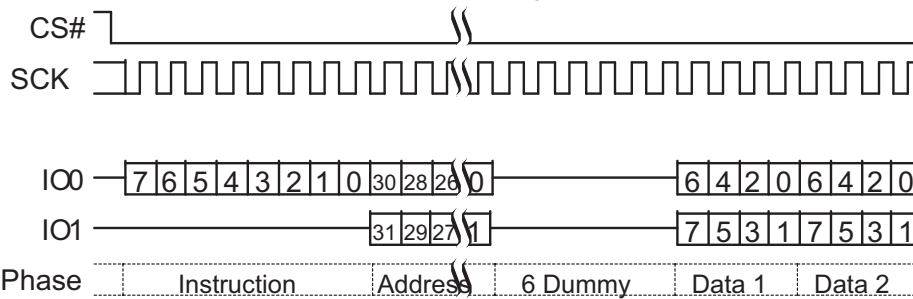 CS#
SCK
IO0 7 6 5 4 3 2 1 0 30 28 26 0 6 4 2 0 6 4 2 0
IO1 31 29 27 1 7 5 3 1 7 5 3 1
Phase Instruction Address 6 Dummy Data 1 Data 2